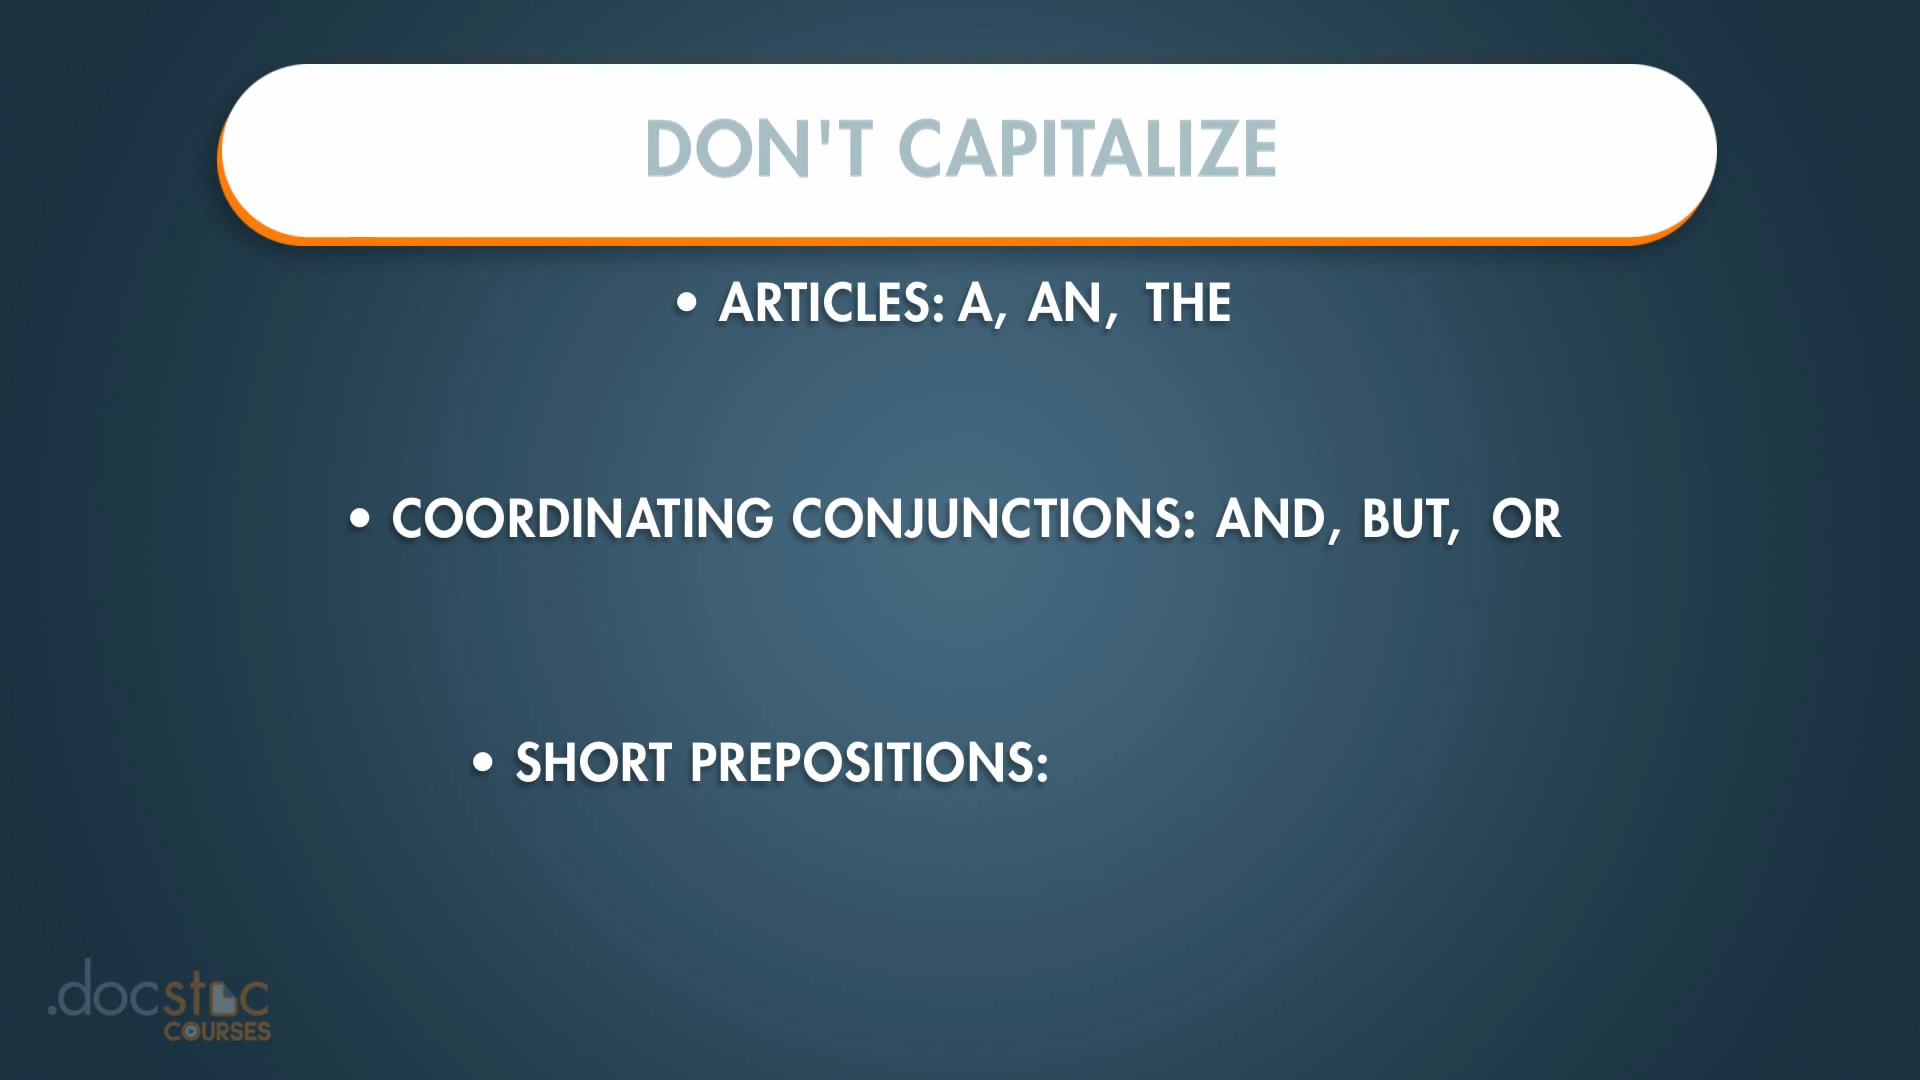 DON'T CAPITALIZE
• ARTICLES: A, AN, THE
• COORDINATING CONJUNCTIONS: AND, BUT, OR
• SHORT PREPOSITIONS:
.docstoc
COURSES